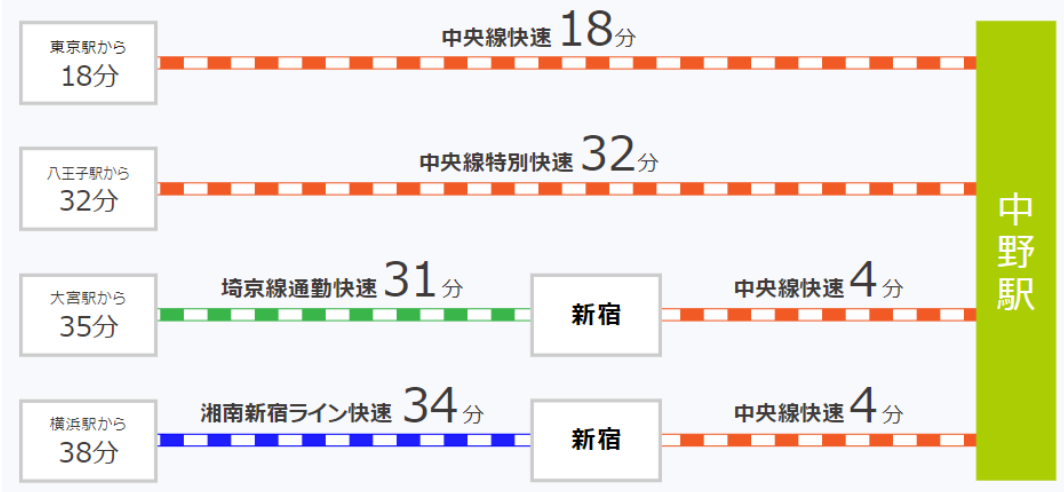 東京駅から
18分
中央線快速 18分
八王子駅から
32分
中央線特別快速 32分
大宮駅から
35分
埼京線通勤快速 31分
新宿
中央線快速 4分
横浜駅から
38分
湘南新宿ライン快速 34分
新宿
中央線快速 4分
中野駅